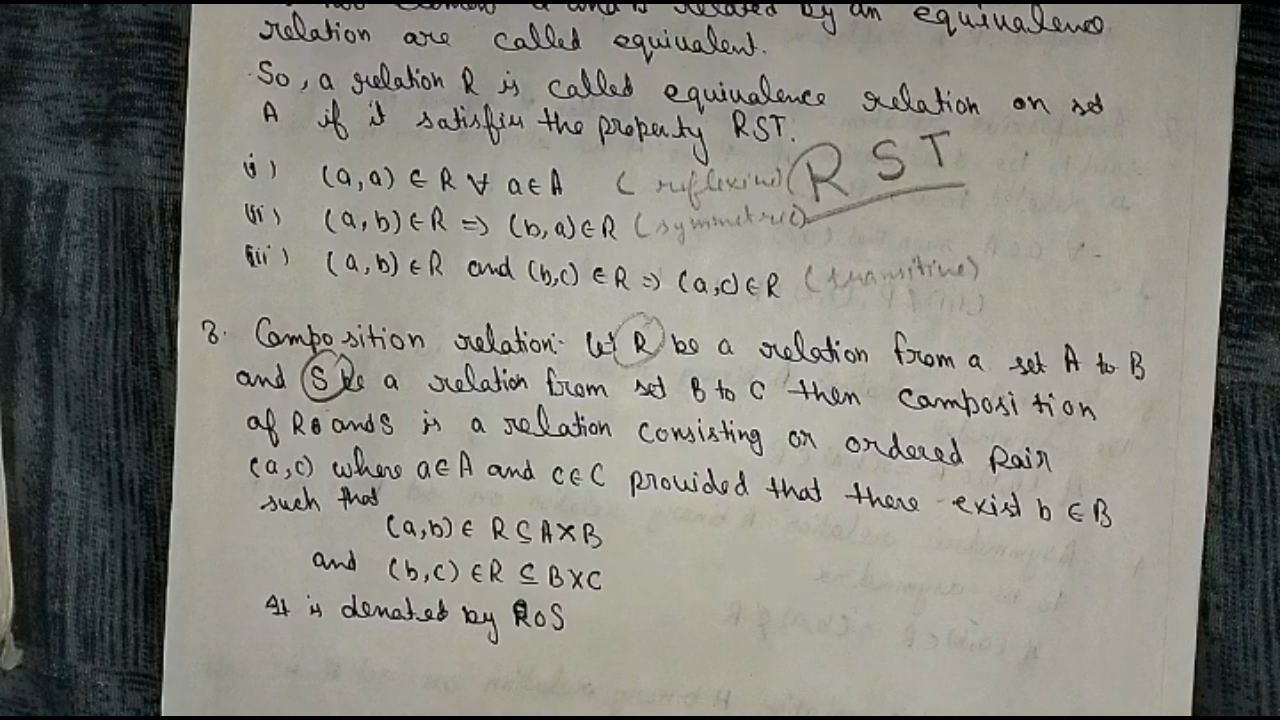 relation are called equivalent.
So, a relation R is called equivalence relation on set
A if it satisfies the property RST.
R S T
i) (a,a) ∈ R ∀ a∈A (reflexive)
(ii) (a,b)∈R => (b,a)∈R (symmetric)
(iii) (a,b)∈R and (b,c) ∈R => (a,c)∈R (transitive)
3. Composition relation:- let R be a relation from a set A to B
and S be a relation from set B to C then composition
of R and S is a relation consisting or ordered pair
(a,c) where a∈A and c∈C provided that there exist b ∈B
such that
(a,b)∈ R⊆A×B
and (b,c) ∈R ⊆ B×C
It is denoted by ROS